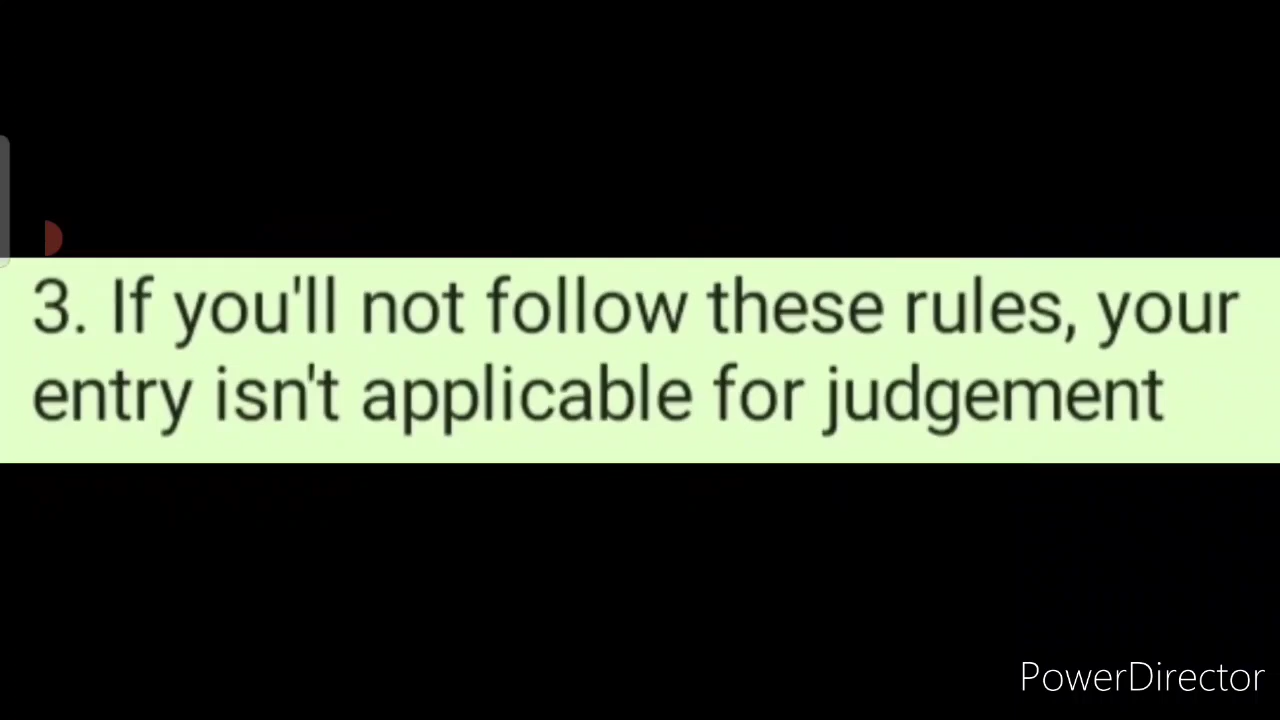 3. If you'll not follow these rules, your
entry isn't applicable for judgement
PowerDirector